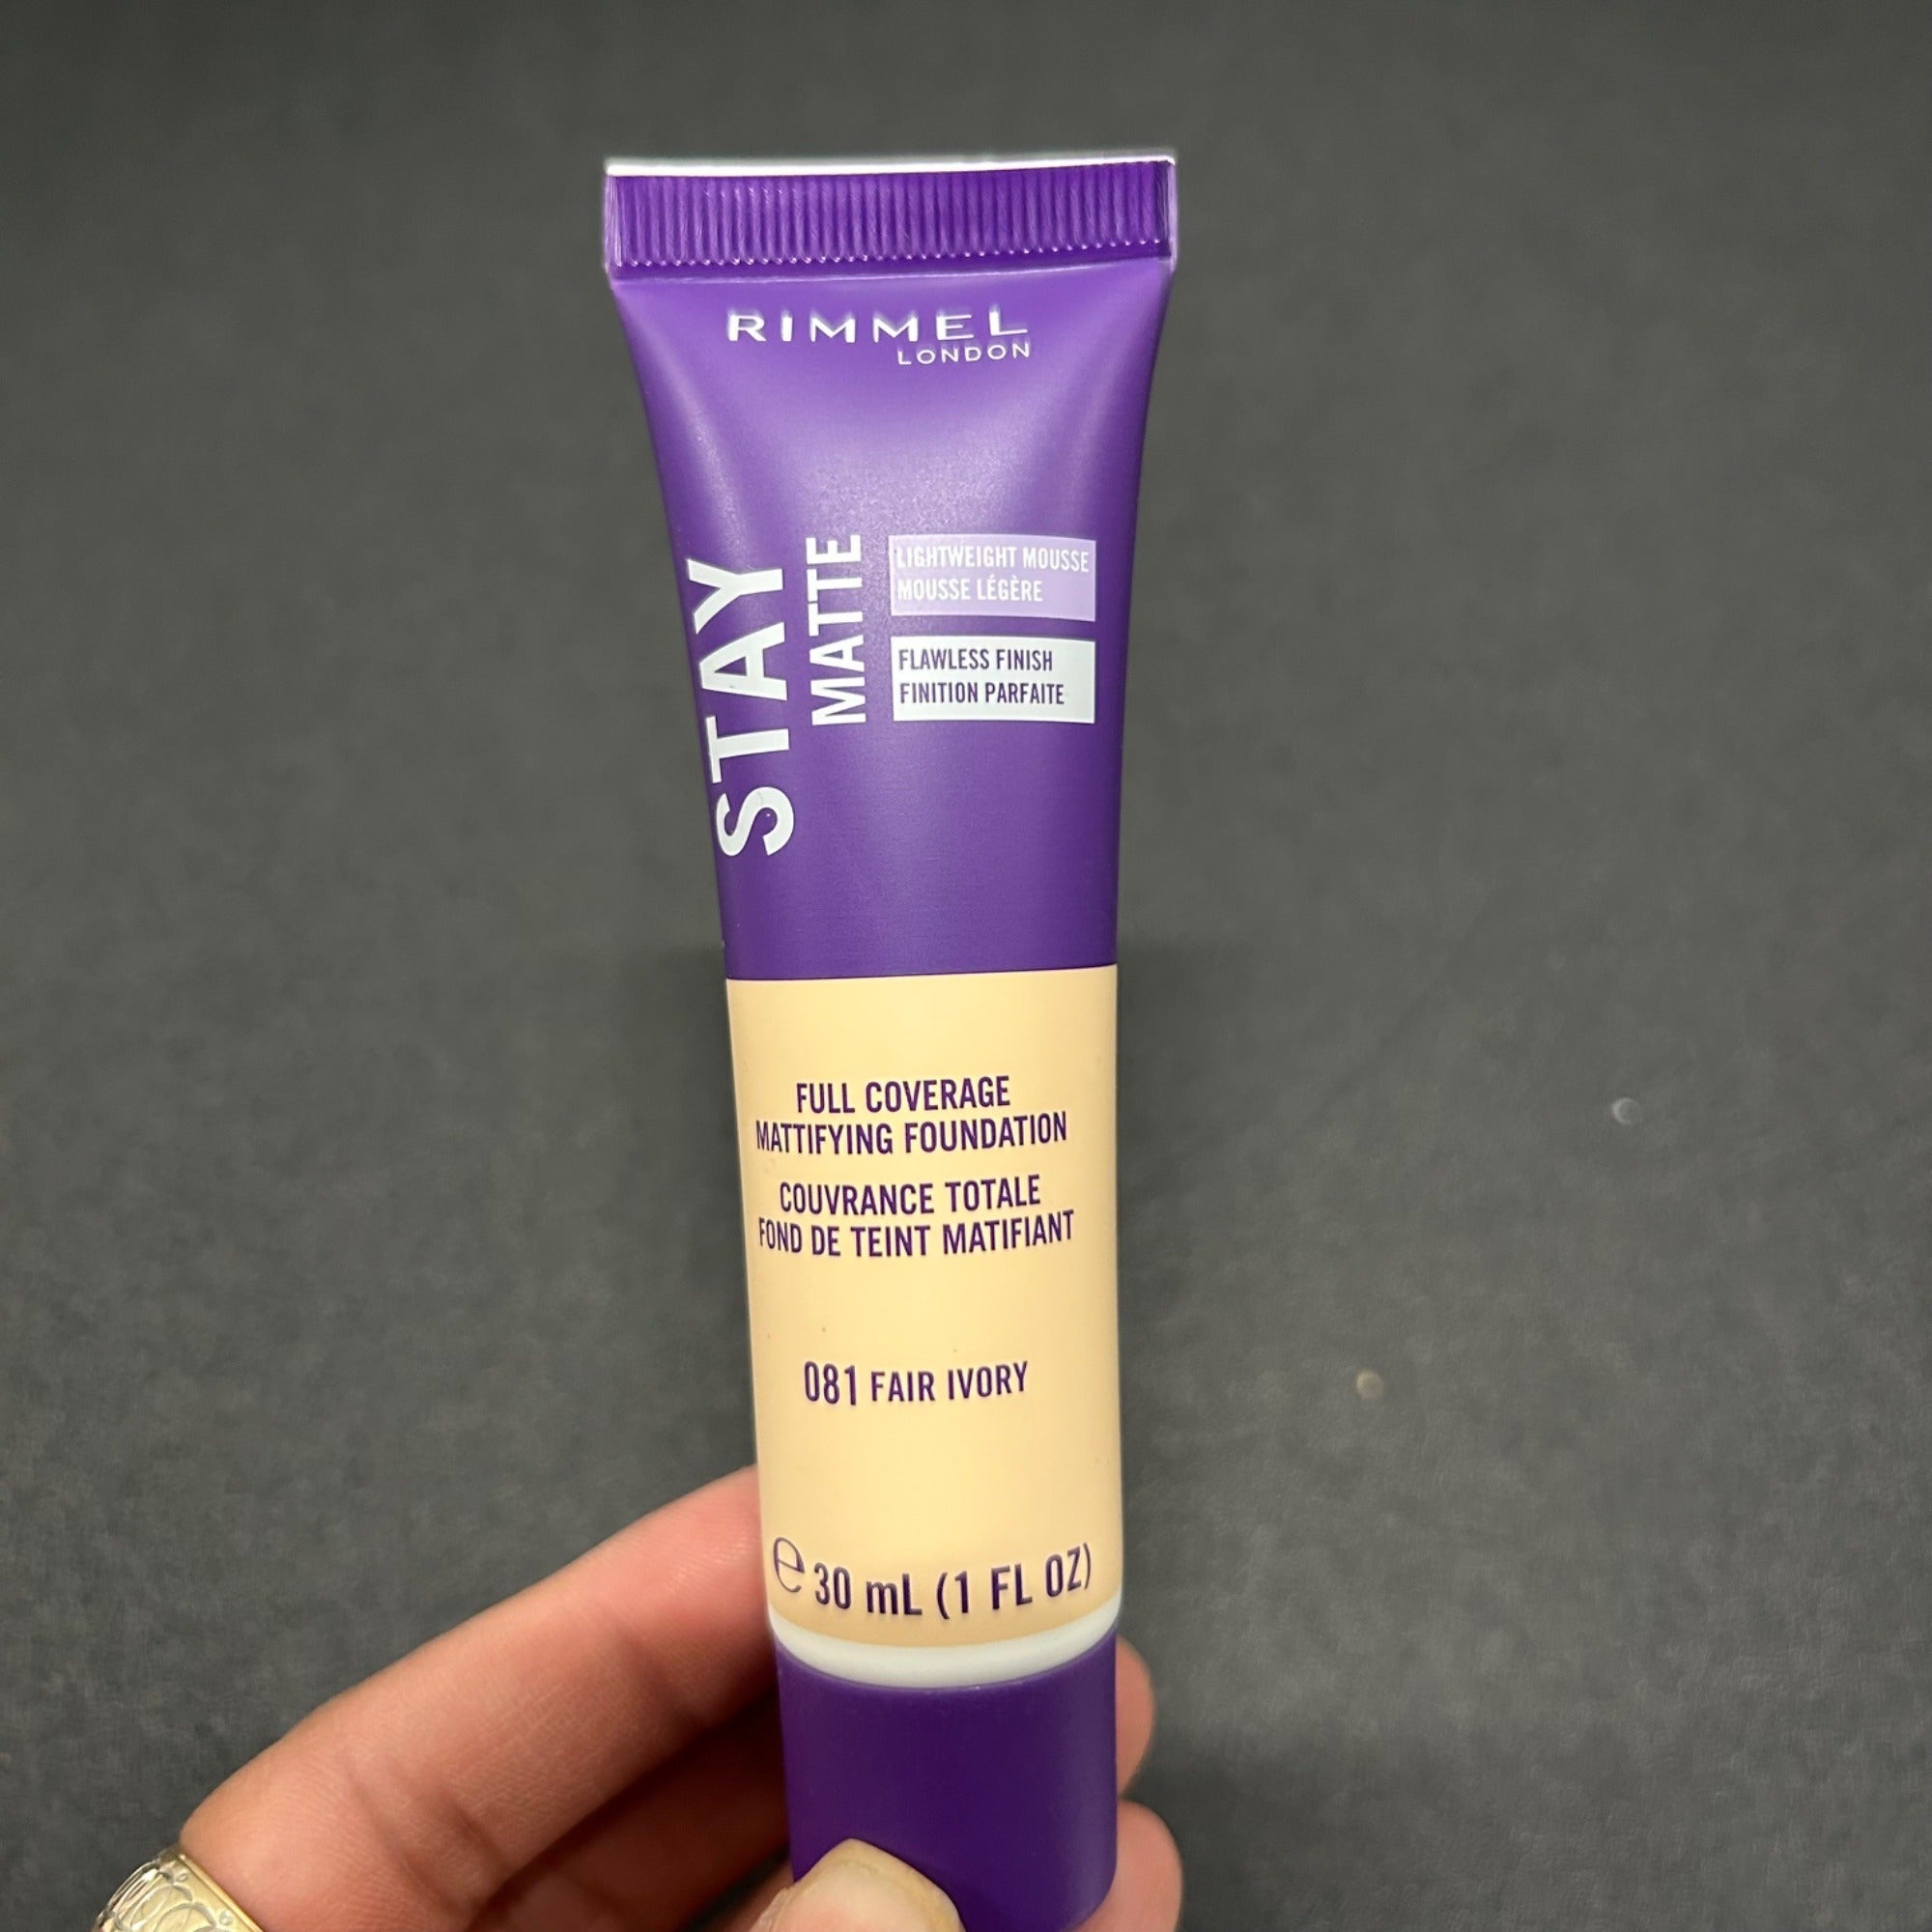 RIMMEL
LONDON
STAY
MATTE
LIGHTWEIGHT MOUSSE
MOUSSE LÉGÈRE
FLAWLESS FINISH
FINITION PARFAITE
FULL COVERAGE
MATTIFYING FOUNDATION
COUVRANCE TOTALE
FOND DE TEINT MATIFIANT
081 FAIR IVORY
℮ 30 mL (1 FL OZ)